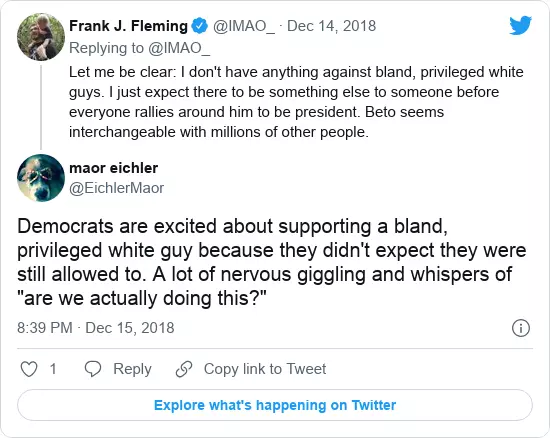 Frank J. Fleming @IMAO_ · Dec 14, 2018
Replying to @IMAO_
Let me be clear: I don't have anything against bland, privileged white
guys. I just expect there to be something else to someone before
everyone rallies around him to be president. Beto seems
interchangeable with millions of other people.
maor eichler
@EichlerMaor
Democrats are excited about supporting a bland,
privileged white guy because they didn't expect they were
still allowed to. A lot of nervous giggling and whispers of
"are we actually doing this?"
8:39 PM · Dec 15, 2018
1 Reply Copy link to Tweet
Explore what's happening on Twitter